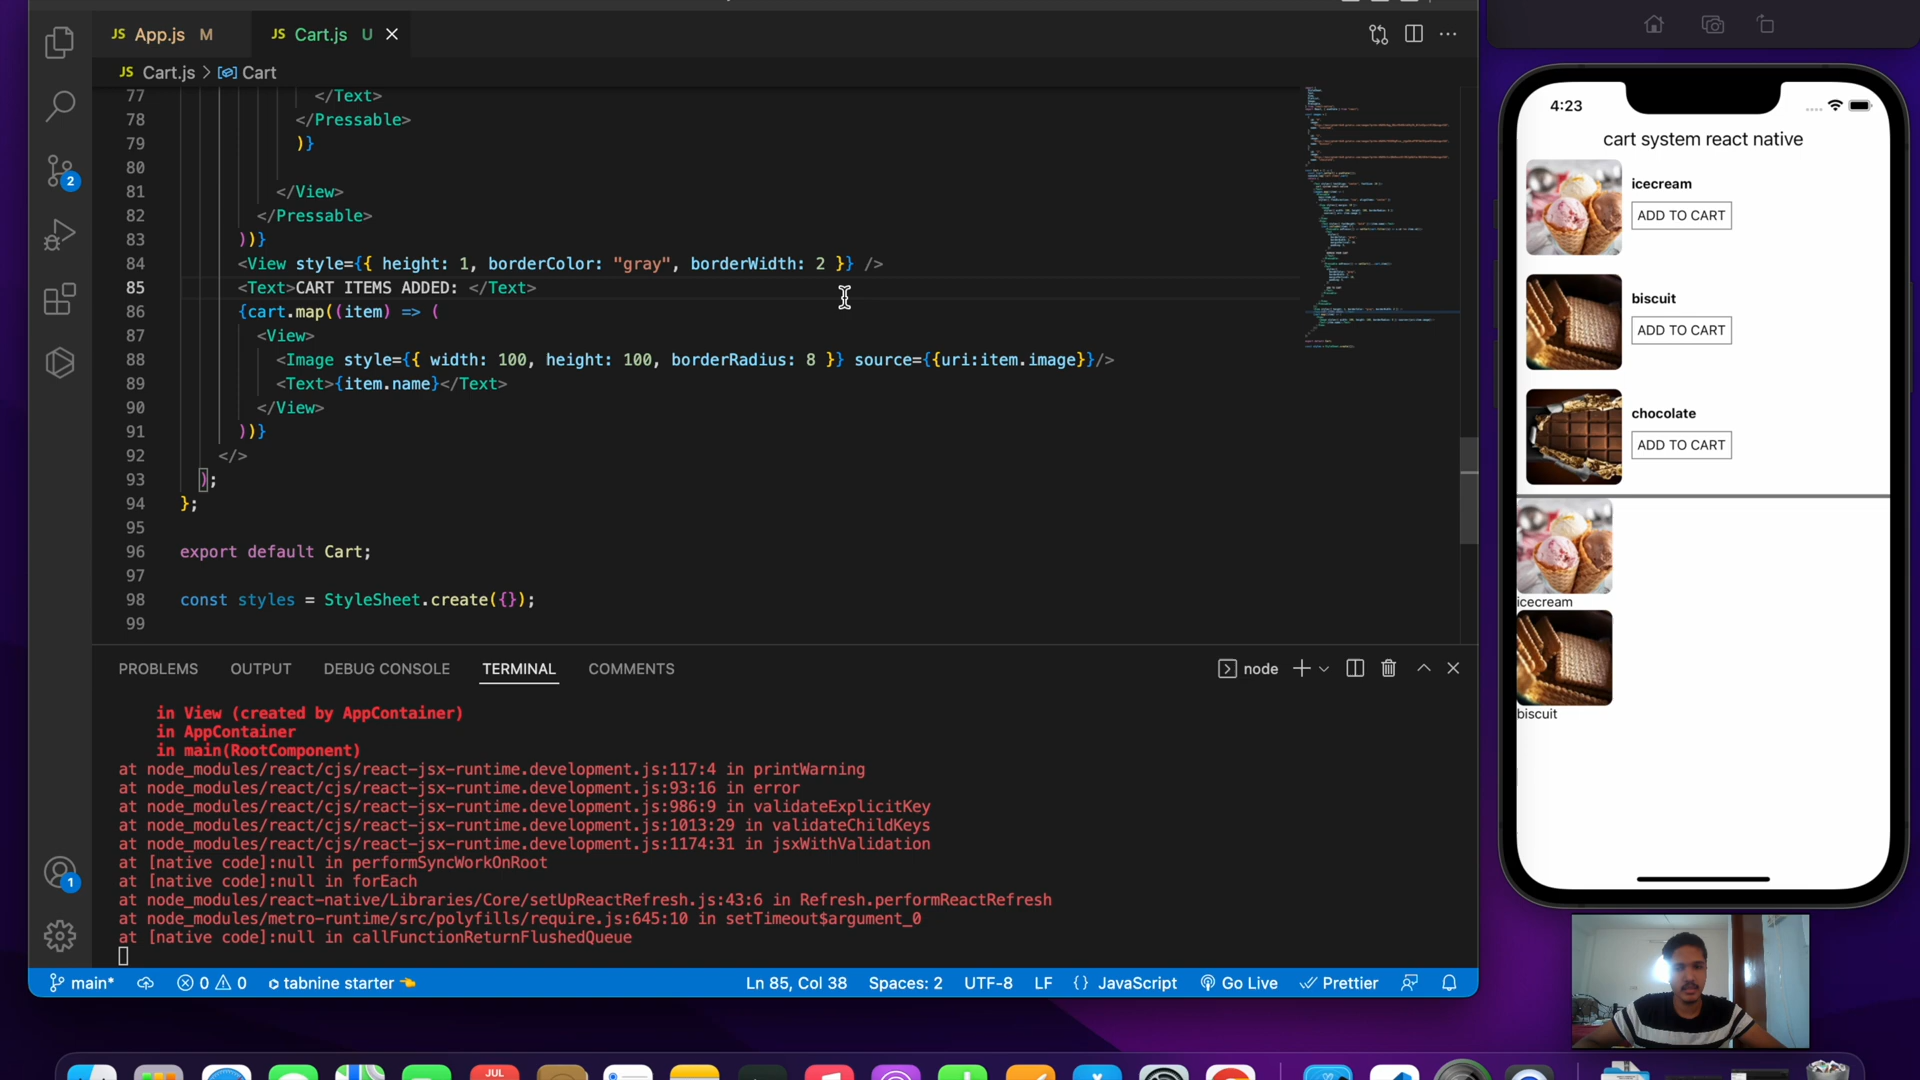 JS App.js M
JS Cart.js U
JS Cart.js > Cart
77 </Text>
78 </Pressable>
79 )}
80
81 </View>
82 </Pressable>
83 ))}
84 <View style={{ height: 1, borderColor: "gray", borderWidth: 2 }} />
85 <Text>CART ITEMS ADDED: </Text>
86 {cart.map((item) => (
87 <View>
88 <Image style={{ width: 100, height: 100, borderRadius: 8 }} source={{uri:item.image}}/>
89 <Text>{item.name}</Text>
90 </View>
91 ))}
92 </>
93 );
94 };
95
96 export default Cart;
97
98 const styles = StyleSheet.create({});
99
2
1
PROBLEMS OUTPUT DEBUG CONSOLE TERMINAL COMMENTS
node
in View (created by AppContainer)
in AppContainer
in main(RootComponent)
at node_modules/react/cjs/react-jsx-runtime.development.js:117:4 in printWarning
at node_modules/react/cjs/react-jsx-runtime.development.js:93:16 in error
at node_modules/react/cjs/react-jsx-runtime.development.js:986:9 in validateExplicitKey
at node_modules/react/cjs/react-jsx-runtime.development.js:1013:29 in validateChildKeys
at node_modules/react/cjs/react-jsx-runtime.development.js:1174:31 in jsxWithValidation
at [native code]:null in performSyncWorkOnRoot
at [native code]:null in forEach
at node_modules/react-native/Libraries/Core/setUpReactRefresh.js:43:6 in Refresh.performReactRefresh
at node_modules/metro-runtime/src/polyfills/require.js:645:10 in setTimeout$argument_0
at [native code]:null in callFunctionReturnFlushedQueue
main* 0 0 tabnine starter
Ln 85, Col 38 Spaces: 2 UTF-8 LF {} JavaScript Go Live Prettier
4:23
cart system react native
icecream
ADD TO CART
biscuit
ADD TO CART
chocolate
ADD TO CART
icecream
biscuit
JUL